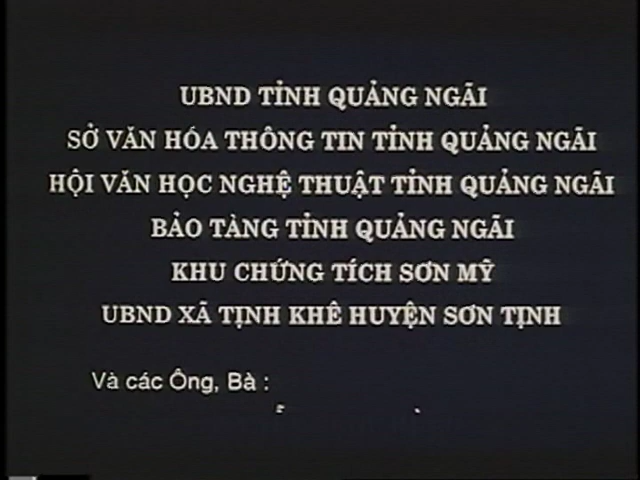 UBND TỈNH QUẢNG NGÃI
SỞ VĂN HÓA THÔNG TIN TỈNH QUẢNG NGÃI
HỘI VĂN HỌC NGHỆ THUẬT TỈNH QUẢNG NGÃI
BẢO TÀNG TỈNH QUẢNG NGÃI
KHU CHỨNG TÍCH SƠN MỸ
UBND XÃ TỊNH KHÊ HUYỆN SƠN TỊNH
Và các Ông, Bà :